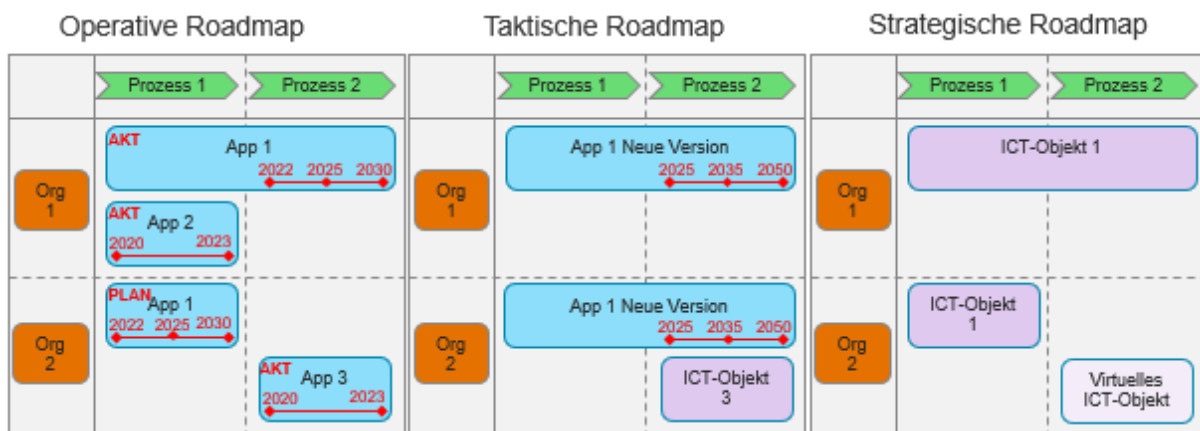 Operative Roadmap
Prozess 1
Prozess 2
Org
1
AKT
App 1
2022 2025 2030
AKT
App 2
2020 2023
Org
2
PLAN
App 1
2022 2025 2030
AKT
App 3
2020 2023
Taktische Roadmap
Prozess 1
Prozess 2
Org
1
App 1 Neue Version
2025 2035 2050
Org
2
App 1 Neue Version
2025 2035 2050
ICT-Objekt
3
Strategische Roadmap
Prozess 1
Prozess 2
Org
1
ICT-Objekt 1
Org
2
ICT-Objekt
1
Virtuelles
ICT-Objekt